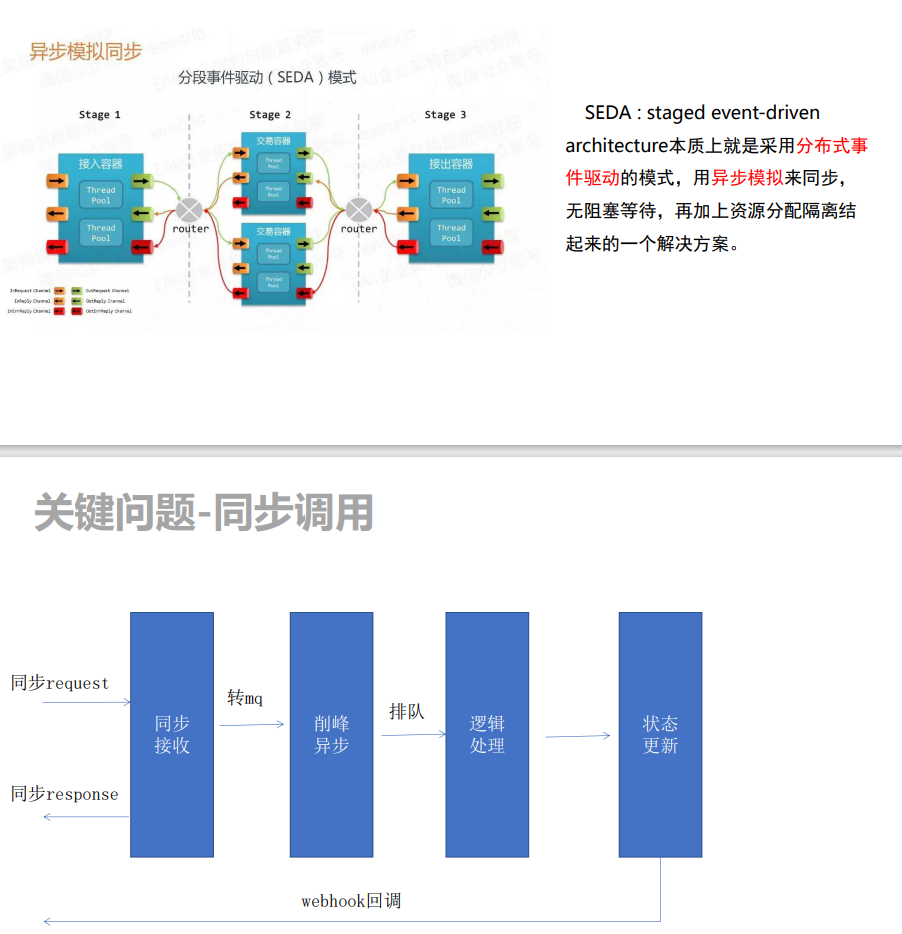 异步模拟同步
分段事件驱动（SEDA）模式
Stage 1
Stage 2
Stage 3
接入容器
Thread
Pool
Thread
Pool
router
交易容器
Thread
Pool
Thread
Pool
交易容器
Thread
Pool
Thread
Pool
router
接出容器
Thread
Pool
Thread
Pool
InRequest Channel
OutRequest Channel
InReply Channel
OutReply Channel
InErrReply Channel
OutErrReply Channel
SEDA : staged event-driven
architecture本质上就是采用分布式事
件驱动的模式，用异步模拟来同步，
无阻塞等待，再加上资源分配隔离结
起来的一个解决方案。
关键问题-同步调用
同步request
同步response
同步
接收
转mq
削峰
异步
排队
逻辑
处理
状态
更新
webhook回调